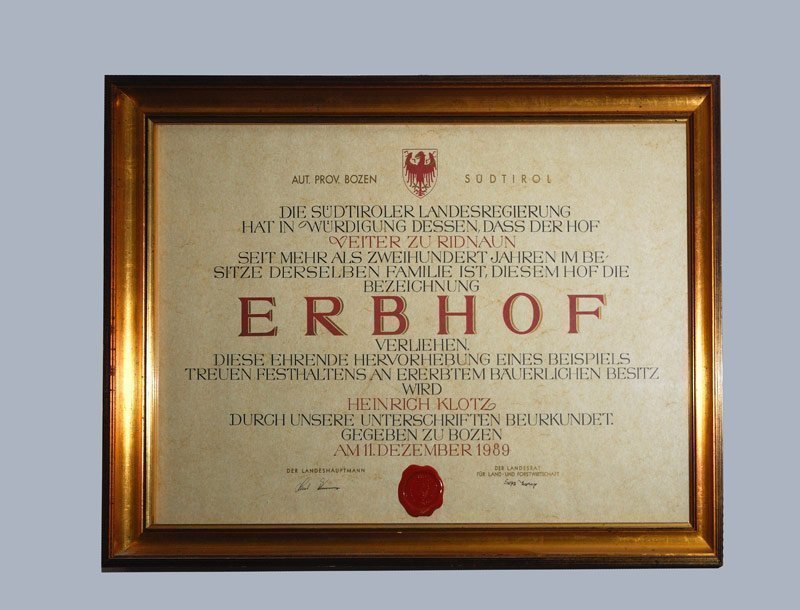 AUT. PROV. BOZEN SÜDTIROL
DIE SÜDTIROLER LANDESREGIERUNG
HAT IN WÜRDIGUNG DESSEN, DASS DER HOF
VEITER ZU RIDNAUN
SEIT MEHR ALS ZWEIHUNDERT JAHREN IM BE-
SITZE DERSELBEN FAMILIE IST, DIESEM HOF DIE
BEZEICHNUNG
ERBHOF
VERLIEHEN.
DIESE EHRENDE HERVORHEBUNG EINES BEISPIELS
TREUEN FESTHALTENS AN ERERBTEM BÄUERLICHEN BESITZ
WIRD
HEINRICH KLOTZ
DURCH UNSERE UNTERSCHRIFTEN BEURKUNDET.
GEGEBEN ZU BOZEN
AM 11. DEZEMBER 1989
DER LANDESHAUPTMANN
DER LANDESRAT
FÜR LAND- UND FORSTWIRTSCHAFT